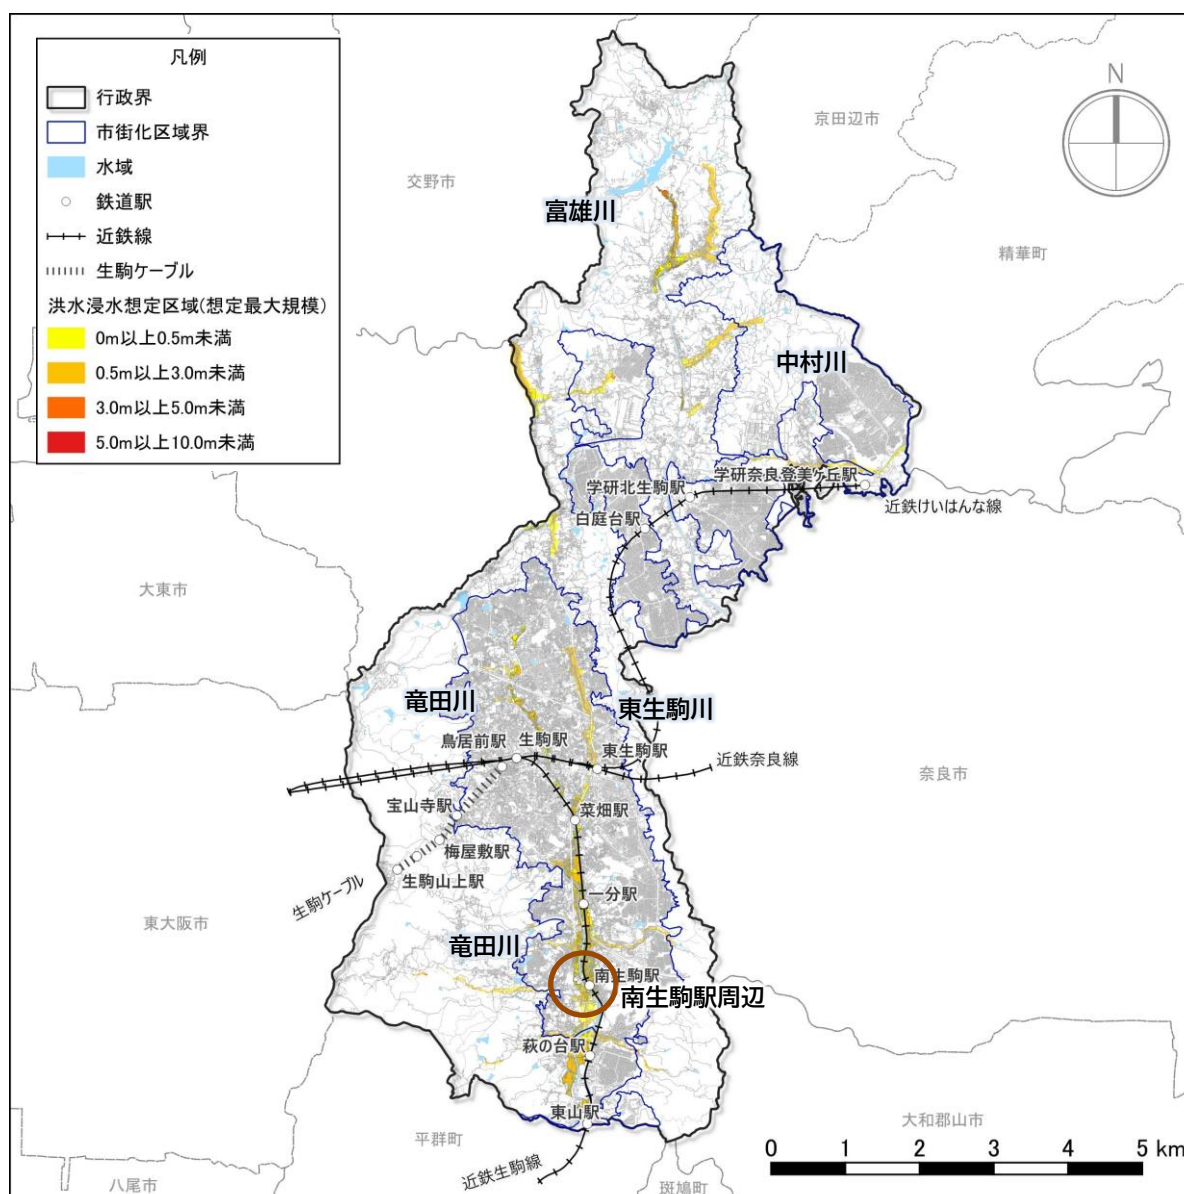 凡例
行政界
市街化区域界
水域
鉄道駅
近鉄線
生駒ケーブル
洪水浸水想定区域(想定最大規模)
0m以上0.5m未満
0.5m以上3.0m未満
3.0m以上5.0m未満
5.0m以上10.0m未満
N
京田辺市
交野市
富雄川
精華町
中村川
学研奈良登美ケ丘駅
学研北生駒駅
近鉄けいはんな線
白庭台駅
大東市
竜田川
東生駒川
鳥居前駅
生駒駅
東生駒駅
近鉄奈良線
奈良市
宝山寺駅
菜畑駅
梅屋敷駅
生駒山上駅
生駒ケーブル
一分駅
東大阪市
竜田川
南生駒駅
南生駒駅周辺
萩の台駅
東山駅
平群町
大和郡山市
0 1 2 3 4 5 km
近鉄生駒線
八尾市
斑鳩町